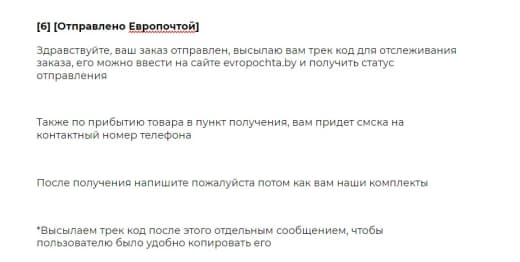 [6] [Отправлено Европочтой]
Здравствуйте, ваш заказ отправлен, высылаю вам трек код для отслеживания
заказа, его можно ввести на сайте evropochta.by и получить статус
отправления
Также по прибытию товара в пункт получения, вам придет смска на
контактный номер телефона
После получения напишите пожалуйста потом как вам наши комплекты
*Высылаем трек код после этого отдельным сообщением, чтобы
пользователю было удобно копировать его